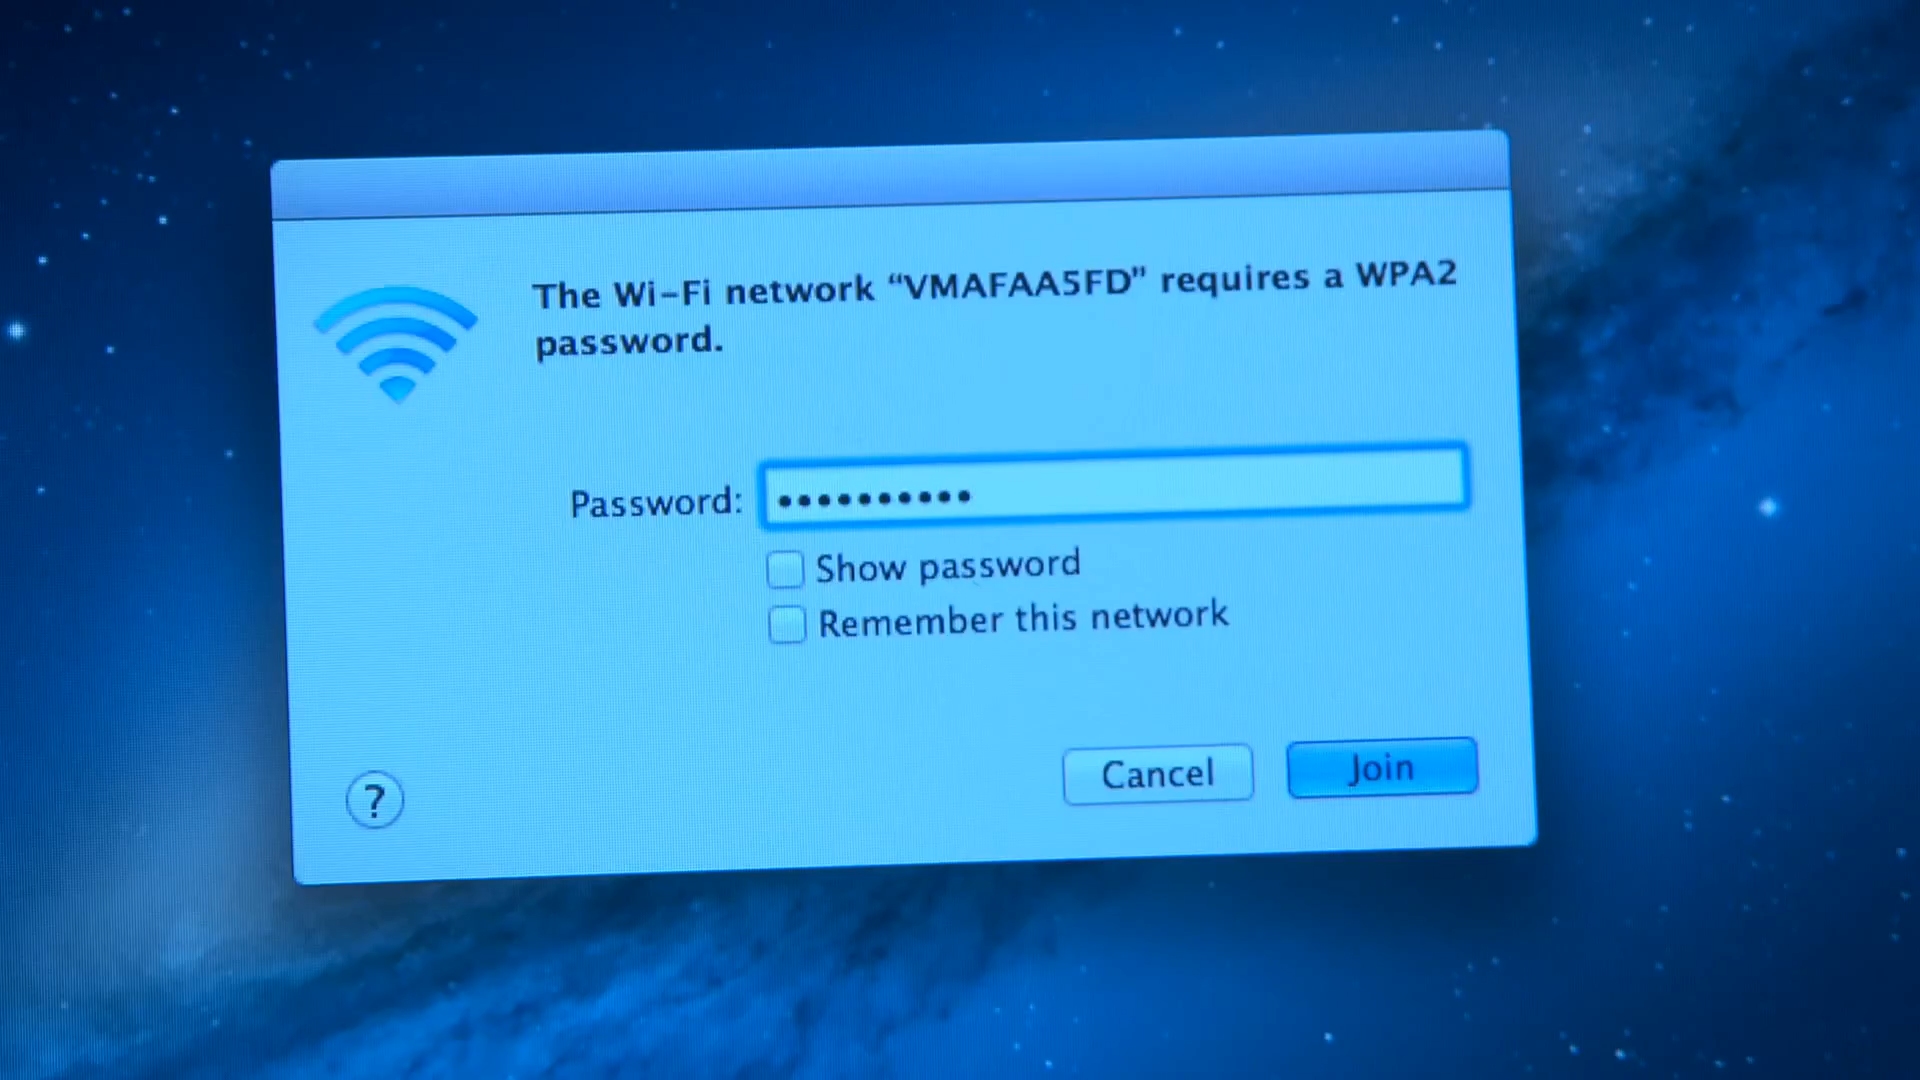 The Wi-Fi network “VMAFAA5FD” requires a WPA2
password.
Password: ••••••••••
Show password
Remember this network
? Cancel Join